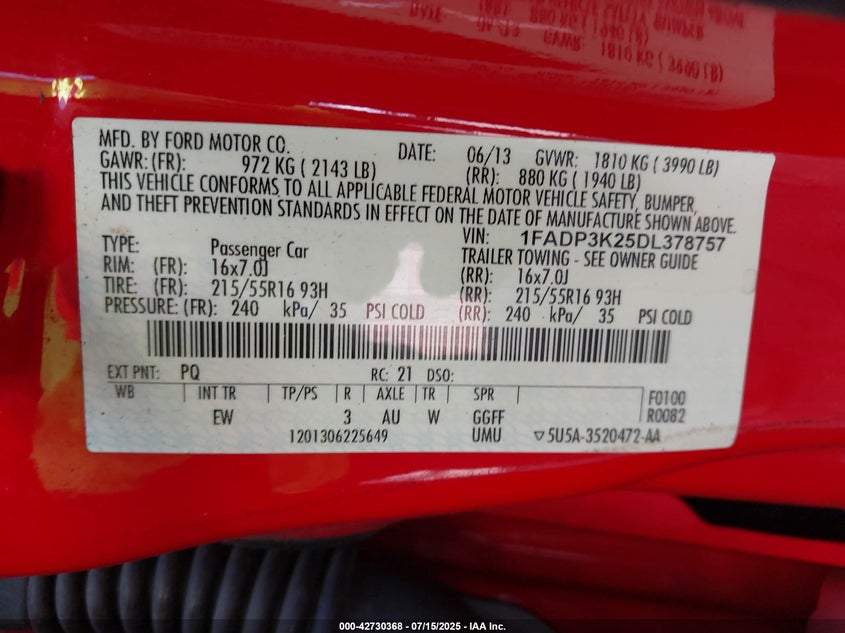 MFD. BY FORD MOTOR CO. DATE: 06/13 GVWR: 1810 KG ( 3990 LB)
GAWR: (FR): 972 KG ( 2143 LB) (RR): 880 KG ( 1940 LB)
THIS VEHICLE CONFORMS TO ALL APPLICABLE FEDERAL MOTOR VEHICLE SAFETY, BUMPER,
AND THEFT PREVENTION STANDARDS IN EFFECT ON THE DATE OF MANUFACTURE SHOWN ABOVE.
VIN: 1FADP3K25DL378757
TYPE: Passenger Car TRAILER TOWING - SEE OWNER GUIDE
RIM: (FR): 16x7.0J (RR): 16x7.0J
TIRE: (FR): 215/55R16 93H (RR): 215/55R16 93H
PRESSURE: (FR): 240 kPa/ 35 PSI COLD (RR): 240 kPa/ 35 PSI COLD
EXT PNT: PQ RC: 21 DSO:
WB INT TR TP/PS R AXLE TR SPR F0100
EW 3 AU W GGFF R0082
1201306225649 UMU ▽5U5A-3520472-AA
000-42730368 - 07/15/2025 - IAA Inc.